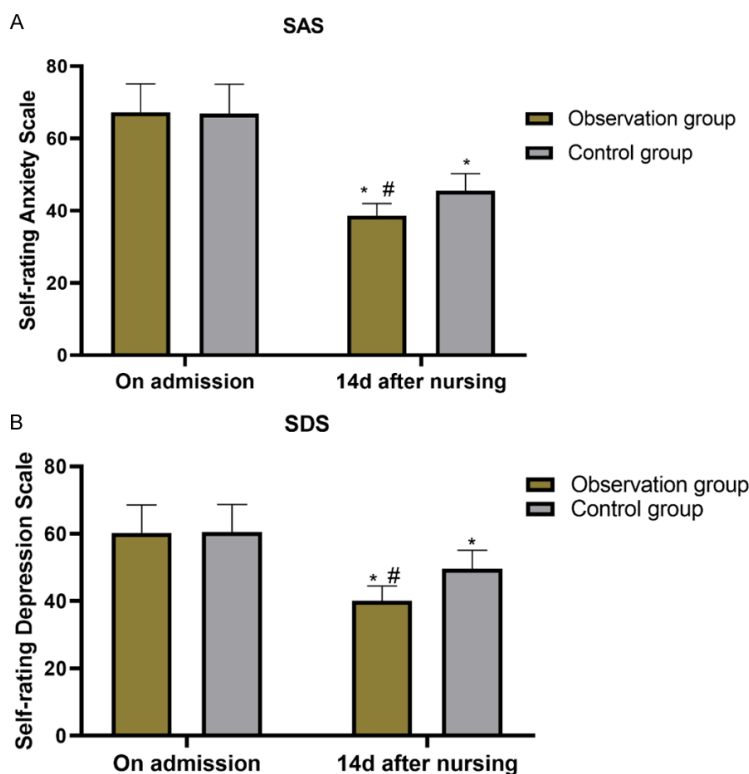 A
SAS
Self-rating Anxiety Scale
80
60
40
20
0
* #
*
On admission
14d after nursing
Observation group
Control group
B
SDS
Self-rating Depression Scale
80
60
40
20
0
* #
*
On admission
14d after nursing
Observation group
Control group